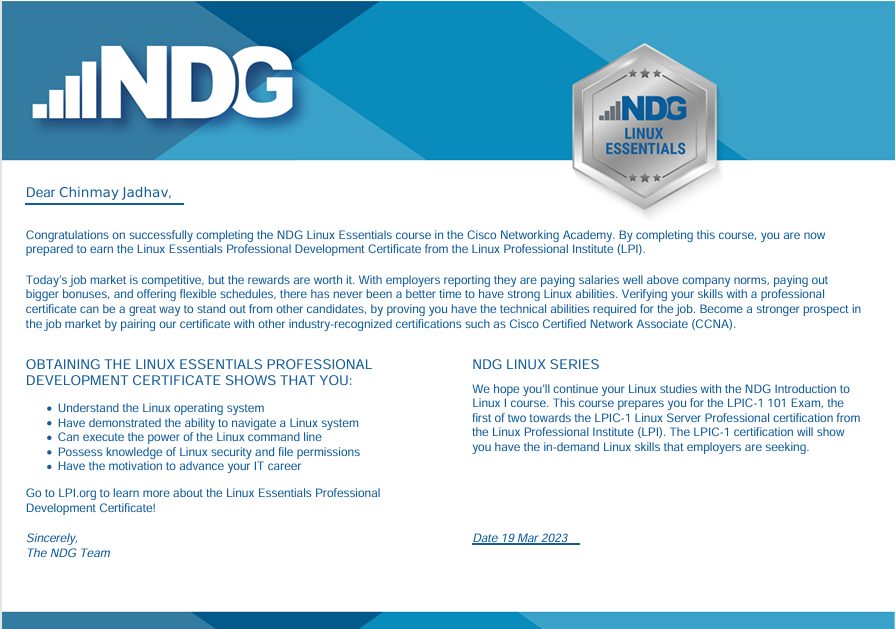 NDG
NDG
LINUX
ESSENTIALS
Dear Chinmay Jadhav,
Congratulations on successfully completing the NDG Linux Essentials course in the Cisco Networking Academy. By completing this course, you are now
prepared to earn the Linux Essentials Professional Development Certificate from the Linux Professional Institute (LPI).
Today's job market is competitive, but the rewards are worth it. With employers reporting they are paying salaries well above company norms, paying out
bigger bonuses, and offering flexible schedules, there has never been a better time to have strong Linux abilities. Verifying your skills with a professional
certificate can be a great way to stand out from other candidates, by proving you have the technical abilities required for the job. Become a stronger prospect in
the job market by pairing our certificate with other industry-recognized certifications such as Cisco Certified Network Associate (CCNA).
OBTAINING THE LINUX ESSENTIALS PROFESSIONAL
DEVELOPMENT CERTIFICATE SHOWS THAT YOU:
• Understand the Linux operating system
• Have demonstrated the ability to navigate a Linux system
• Can execute the power of the Linux command line
• Possess knowledge of Linux security and file permissions
• Have the motivation to advance your IT career
Go to LPI.org to learn more about the Linux Essentials Professional
Development Certificate!
Sincerely,
The NDG Team
NDG LINUX SERIES
We hope you'll continue your Linux studies with the NDG Introduction to
Linux I course. This course prepares you for the LPIC-1 101 Exam, the
first of two towards the LPIC-1 Linux Server Professional certification from
the Linux Professional Institute (LPI). The LPIC-1 certification will show
you have the in-demand Linux skills that employers are seeking.
Date 19 Mar 2023